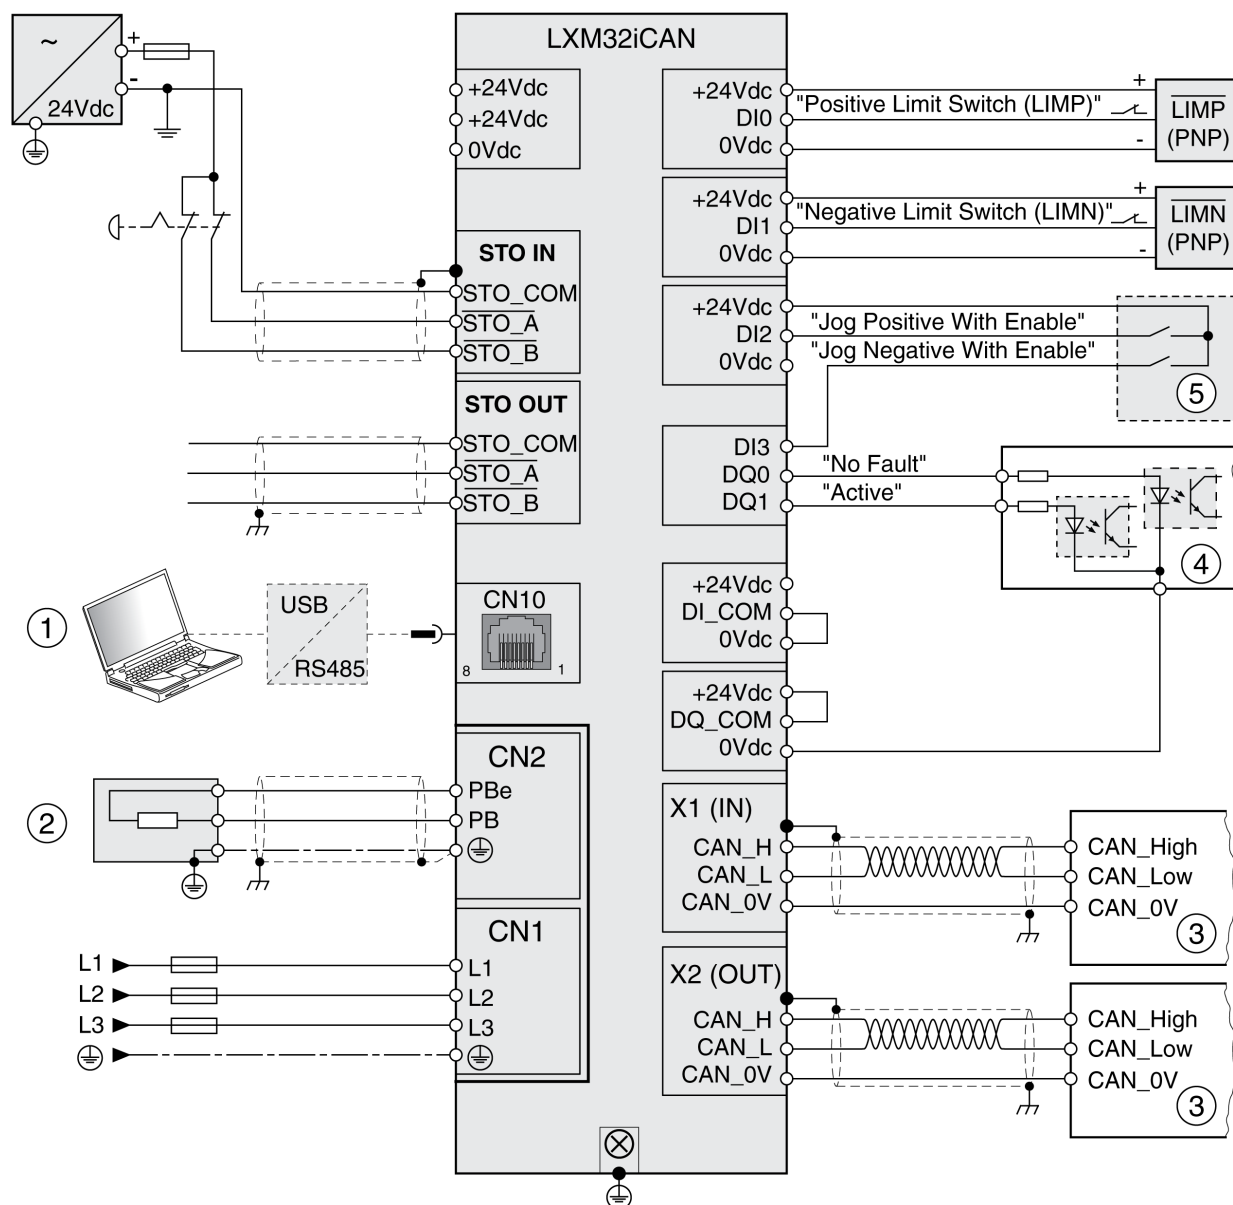 LXM32iCAN
~
+
-
24Vdc
+24Vdc
+24Vdc
0Vdc
STO IN
STO_COM
STO_A
STO_B
STO OUT
STO_COM
STO_A
STO_B
1
USB
RS485
CN10
8 1
2
CN2
PBe
PB
CN1
L1 L1
L2 L2
L3 L3
+24Vdc
DI0
0Vdc
"Positive Limit Switch (LIMP)"
+
-
LIMP
(PNP)
+24Vdc
DI1
0Vdc
"Negative Limit Switch (LIMN)"
+
-
LIMN
(PNP)
+24Vdc
DI2
0Vdc
"Jog Positive With Enable"
"Jog Negative With Enable"
5
DI3
DQ0
DQ1
"No Fault"
"Active"
4
+24Vdc
DI_COM
0Vdc
+24Vdc
DQ_COM
0Vdc
X1 (IN)
CAN_H
CAN_L
CAN_0V
CAN_High
CAN_Low
CAN_0V
3
X2 (OUT)
CAN_H
CAN_L
CAN_0V
CAN_High
CAN_Low
CAN_0V
3